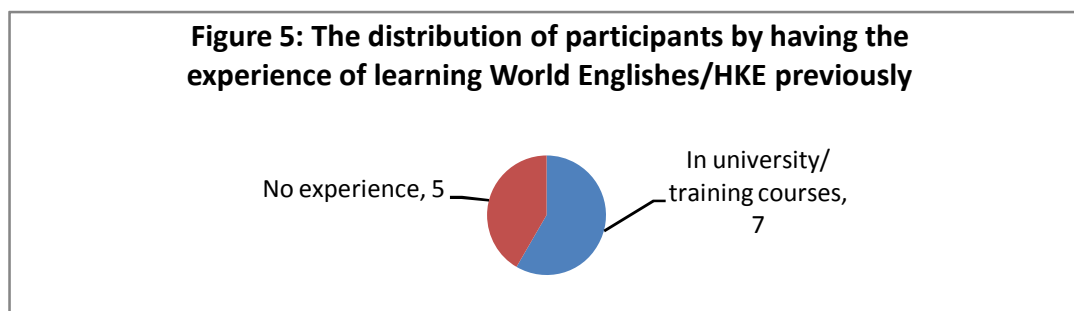 Figure 5: The distribution of participants by having the
experience of learning World Englishes/HKE previously
No experience, 5
In university/
training courses,
7